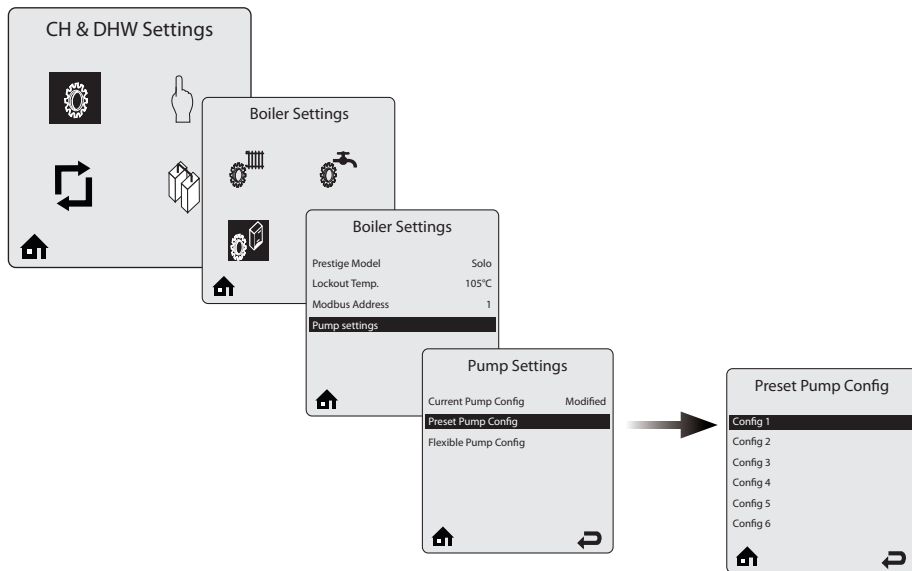 CH & DHW Settings
Boiler Settings
Boiler Settings
Prestige Model Solo
Lockout Temp. 105°C
Modbus Address 1
Pump settings
Pump Settings
Current Pump Config Modified
Preset Pump Config
Flexible Pump Config
Preset Pump Config
Config 1
Config 2
Config 3
Config 4
Config 5
Config 6